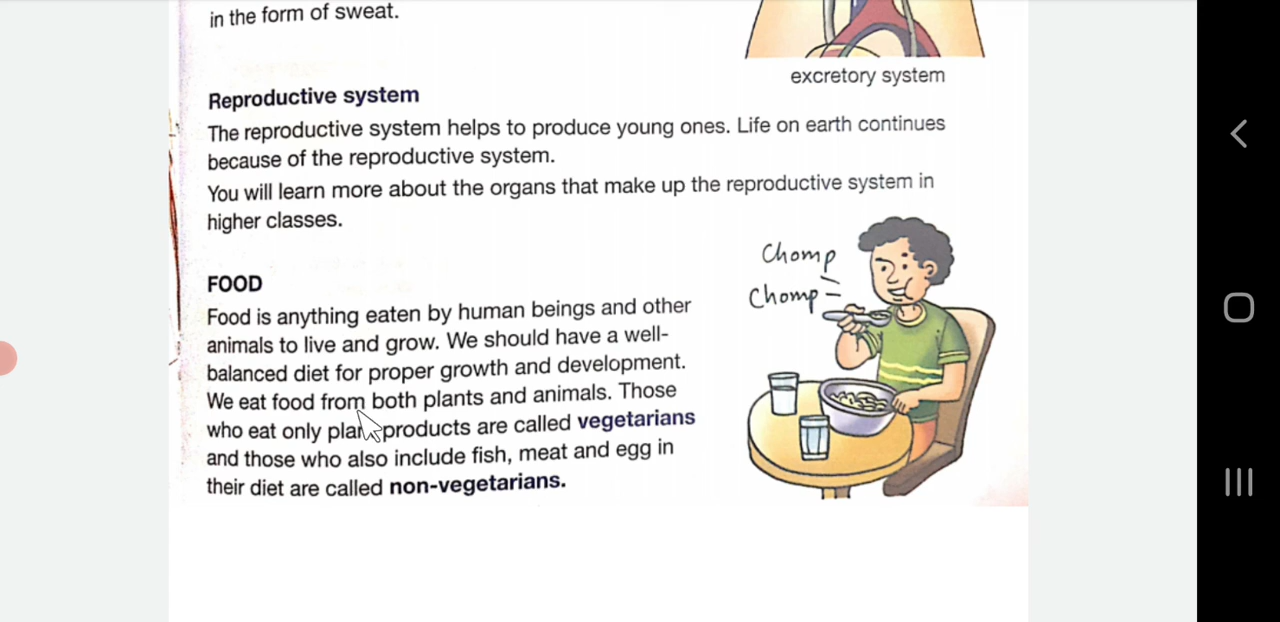 in the form of sweat.
excretory system
Reproductive system
The reproductive system helps to produce young ones. Life on earth continues
because of the reproductive system.
You will learn more about the organs that make up the reproductive system in
higher classes.
Chomp
Chomp
FOOD
Food is anything eaten by human beings and other
animals to live and grow. We should have a well-
balanced diet for proper growth and development.
We eat food from both plants and animals. Those
who eat only plant products are called vegetarians
and those who also include fish, meat and egg in
their diet are called non-vegetarians.